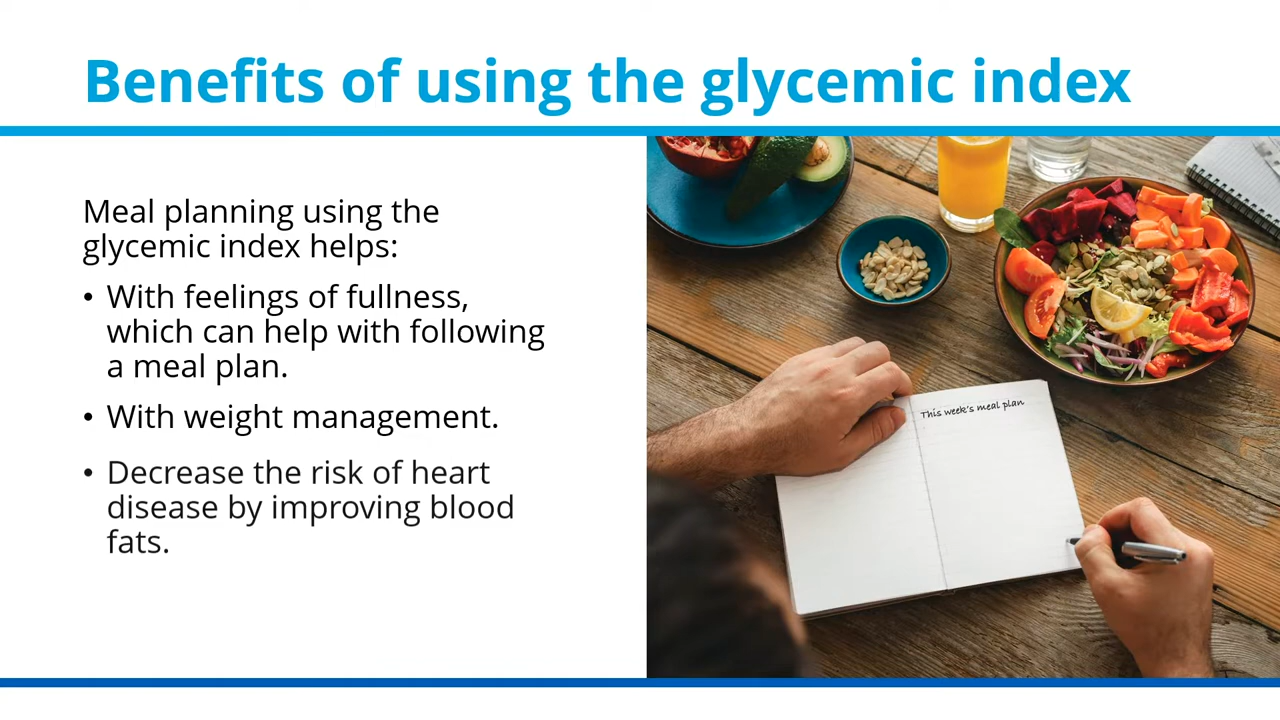 Benefits of using the glycemic index
Meal planning using the
glycemic index helps:
• With feelings of fullness,
which can help with following
a meal plan.
• With weight management.
• Decrease the risk of heart
disease by improving blood
fats.
This week's meal plan